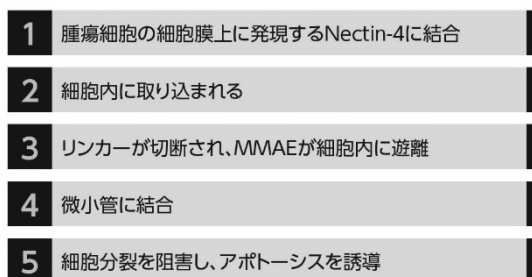 1 腫瘍細胞の細胞膜上に発現するNectin-4に結合
2 細胞内に取り込まれる
3 リンカーが切断され、MMAEが細胞内に遊離
4 微小管に結合
5 細胞分裂を阻害し、アポトーシスを誘導